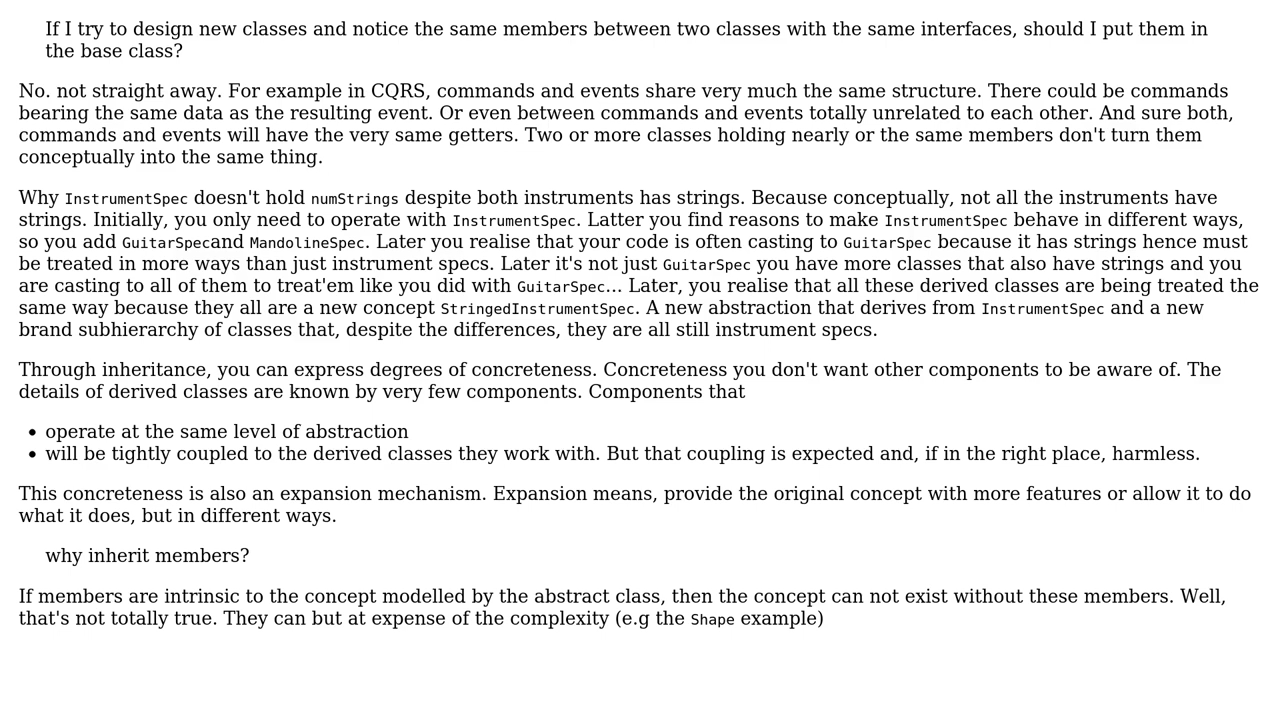 If I try to design new classes and notice the same members between two classes with the same interfaces, should I put them in
the base class?
No. not straight away. For example in CQRS, commands and events share very much the same structure. There could be commands
bearing the same data as the resulting event. Or even between commands and events totally unrelated to each other. And sure both,
commands and events will have the very same getters. Two or more classes holding nearly or the same members don't turn them
conceptually into the same thing.
Why InstrumentSpec doesn't hold numStrings despite both instruments has strings. Because conceptually, not all the instruments have
strings. Initially, you only need to operate with InstrumentSpec. Latter you find reasons to make InstrumentSpec behave in different ways,
so you add GuitarSpecand MandolineSpec. Later you realise that your code is often casting to GuitarSpec because it has strings hence must
be treated in more ways than just instrument specs. Later it's not just GuitarSpec you have more classes that also have strings and you
are casting to all of them to treat'em like you did with GuitarSpec... Later, you realise that all these derived classes are being treated the
same way because they all are a new concept StringedInstrumentSpec. A new abstraction that derives from InstrumentSpec and a new
brand subhierarchy of classes that, despite the differences, they are all still instrument specs.
Through inheritance, you can express degrees of concreteness. Concreteness you don't want other components to be aware of. The
details of derived classes are known by very few components. Components that
• operate at the same level of abstraction
• will be tightly coupled to the derived classes they work with. But that coupling is expected and, if in the right place, harmless.
This concreteness is also an expansion mechanism. Expansion means, provide the original concept with more features or allow it to do
what it does, but in different ways.
why inherit members?
If members are intrinsic to the concept modelled by the abstract class, then the concept can not exist without these members. Well,
that's not totally true. They can but at expense of the complexity (e.g the Shape example)